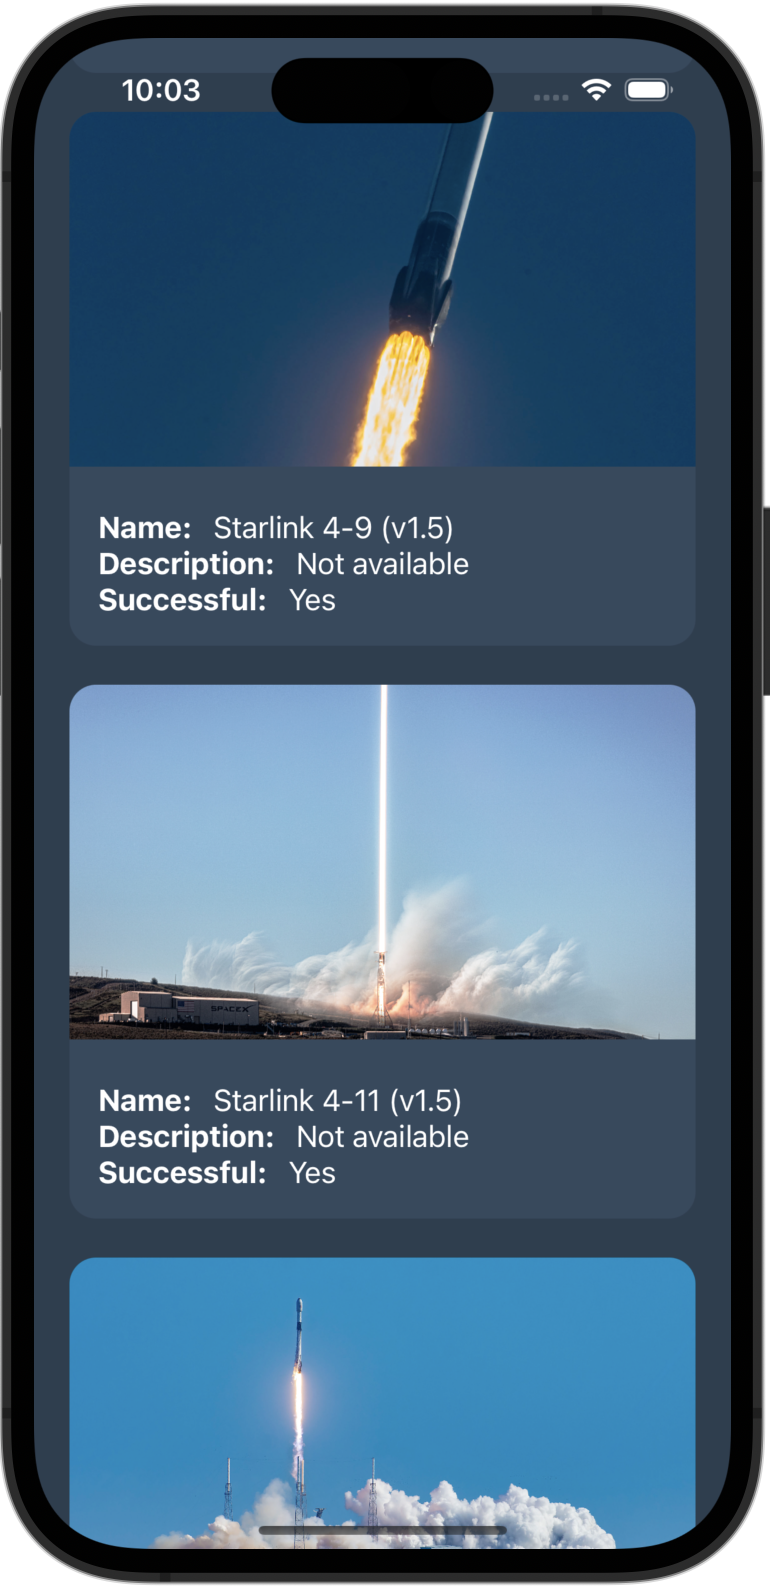 10:03
Name: Starlink 4-9 (v1.5)
Description: Not available
Successful: Yes
SPACEX
Name: Starlink 4-11 (v1.5)
Description: Not available
Successful: Yes